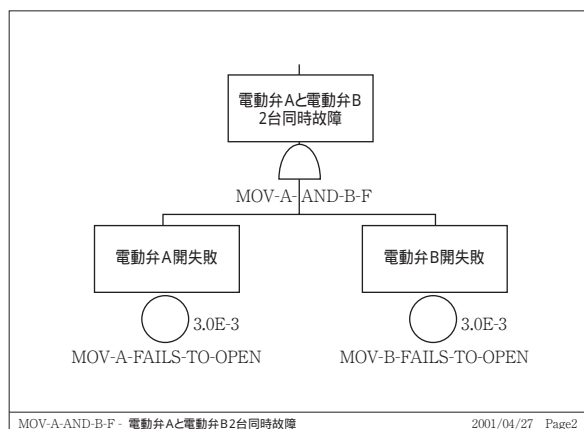 電動弁Aと電動弁B
2台同時故障
MOV-A-AND-B-F
電動弁A開失敗
電動弁B開失敗
3.0E-3
3.0E-3
MOV-A-FAILS-TO-OPEN
MOV-B-FAILS-TO-OPEN
MOV-A-AND-B-F - 電動弁Aと電動弁B2台同時故障
2001/04/27 Page2